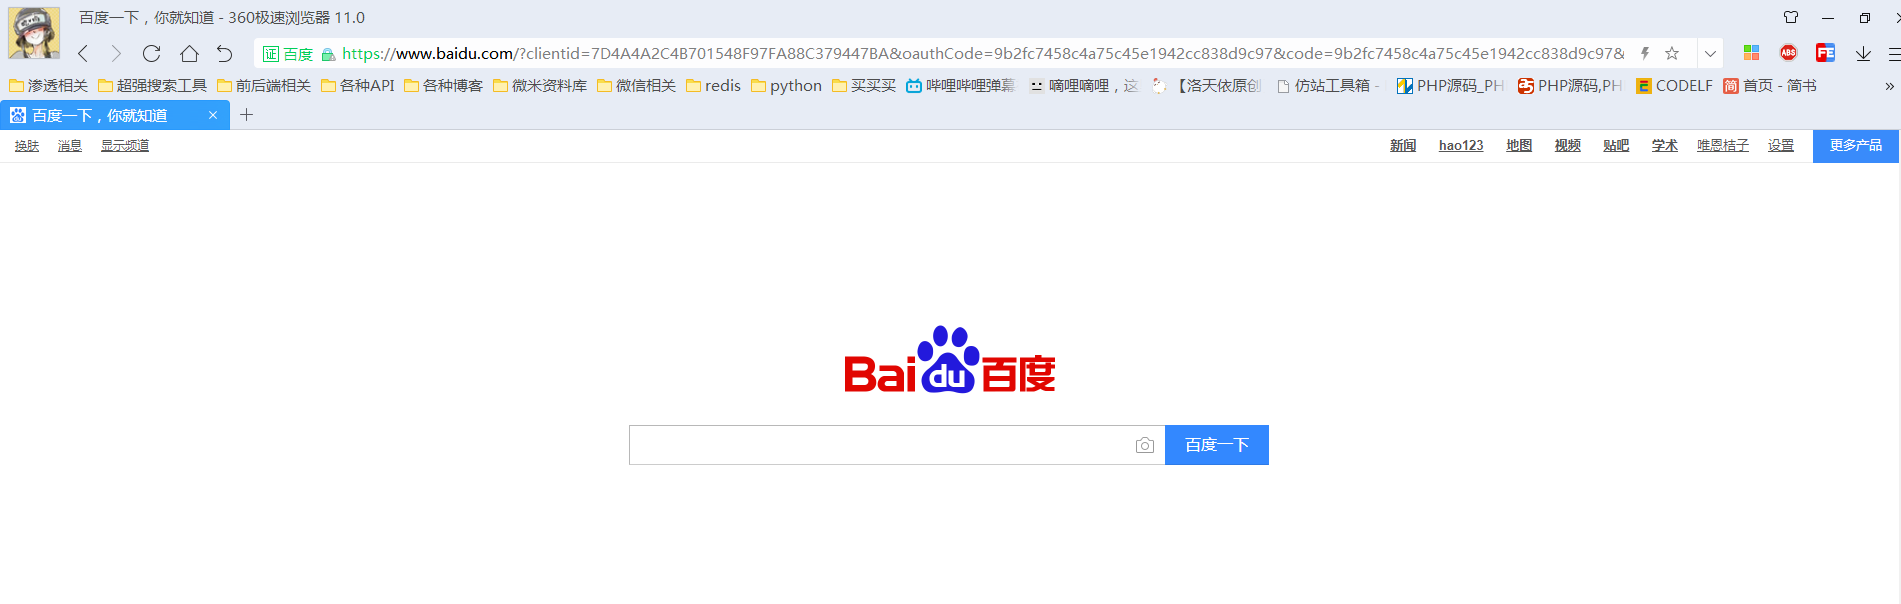 百度一下，你就知道 - 360极速浏览器 11.0
证 百度 https://www.baidu.com/?clientid=7D4A4A2C4B701548F97FA88C379447BA&oauthCode=9b2fc7458c4a75c45e1942cc838d9c97&code=9b2fc7458c4a75c45e1942cc838d9c97& ABS FE
渗透相关 超强搜索工具 前后端相关 各种API 各种博客 微米资料库 微信相关 redis python 买买买 哔哩哔哩弹幕 嘀哩嘀哩，这 【洛天依原创 仿站工具箱 - PHP源码_PH PHP源码,PH CODELF 简 首页 - 简书 »
百度一下，你就知道
换肤 消息 显示频道 新闻 hao123 地图 视频 贴吧 学术 唯恩桔子 设置 更多产品
Bai du 百度
百度一下